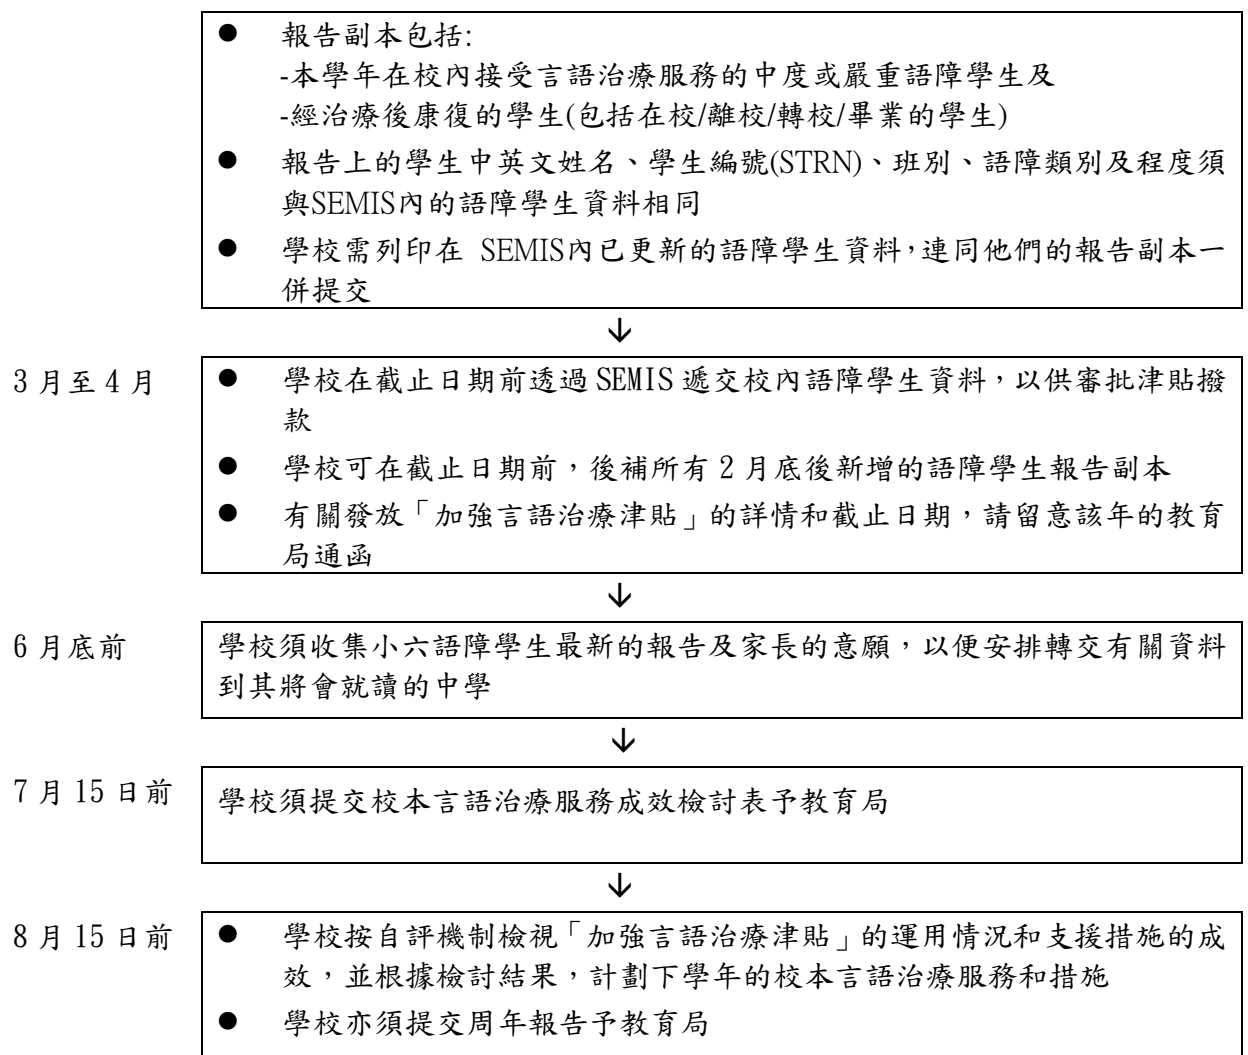 ● 報告副本包括:
-本學年在校內接受言語治療服務的中度或嚴重語障學生及
-經治療後康復的學生(包括在校/離校/轉校/畢業的學生)
● 報告上的學生中英文姓名、學生編號(STRN)、班別、語障類別及程度須
與SEMIS內的語障學生資料相同
● 學校需列印在 SEMIS內已更新的語障學生資料,連同他們的報告副本一
併提交
↓
3 月至 4 月
● 學校在截止日期前透過 SEMIS 遞交校內語障學生資料，以供審批津貼撥
款
● 學校可在截止日期前，後補所有 2 月底後新增的語障學生報告副本
● 有關發放「加強言語治療津貼」的詳情和截止日期，請留意該年的教育
局通函
↓
6 月底前
學校須收集小六語障學生最新的報告及家長的意願，以便安排轉交有關資料
到其將會就讀的中學
↓
7 月 15 日前
學校須提交校本言語治療服務成效檢討表予教育局
↓
8 月 15 日前
● 學校按自評機制檢視「加強言語治療津貼」的運用情況和支援措施的成
效，並根據檢討結果，計劃下學年的校本言語治療服務和措施
● 學校亦須提交周年報告予教育局